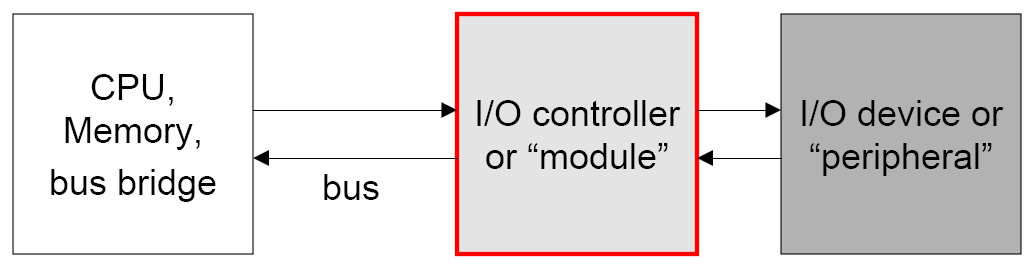 CPU,
Memory,
bus bridge
bus
I/O controller
or “module”
I/O device or
“peripheral”